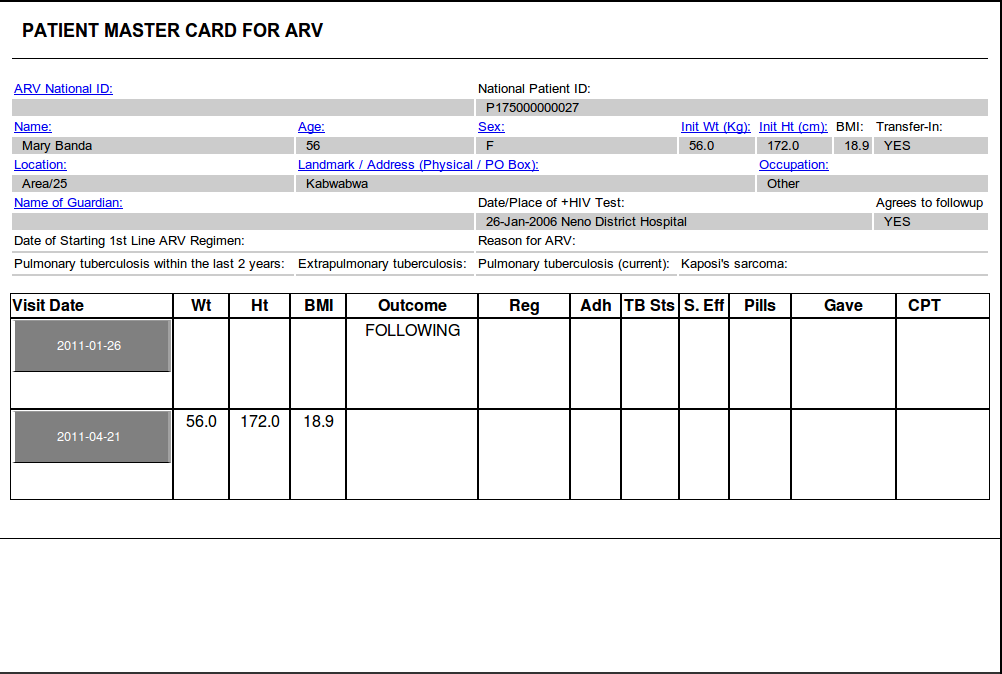 PATIENT MASTER CARD FOR ARV
ARV National ID: National Patient ID:
P175000000027
Name: Age: Sex: Init Wt (Kg): Init Ht (cm): BMI: Transfer-In:
Mary Banda 56 F 56.0 172.0 18.9 YES
Location: Landmark / Address (Physical / PO Box): Occupation:
Area/25 Kabwabwa Other
Name of Guardian: Date/Place of +HIV Test: Agrees to followup
26-Jan-2006 Neno District Hospital YES
Date of Starting 1st Line ARV Regimen: Reason for ARV:
Pulmonary tuberculosis within the last 2 years: Extrapulmonary tuberculosis: Pulmonary tuberculosis (current): Kaposi's sarcoma:
Visit Date Wt Ht BMI Outcome Reg Adh TB Sts S. Eff Pills Gave CPT
2011-01-26 FOLLOWING
2011-04-21 56.0 172.0 18.9